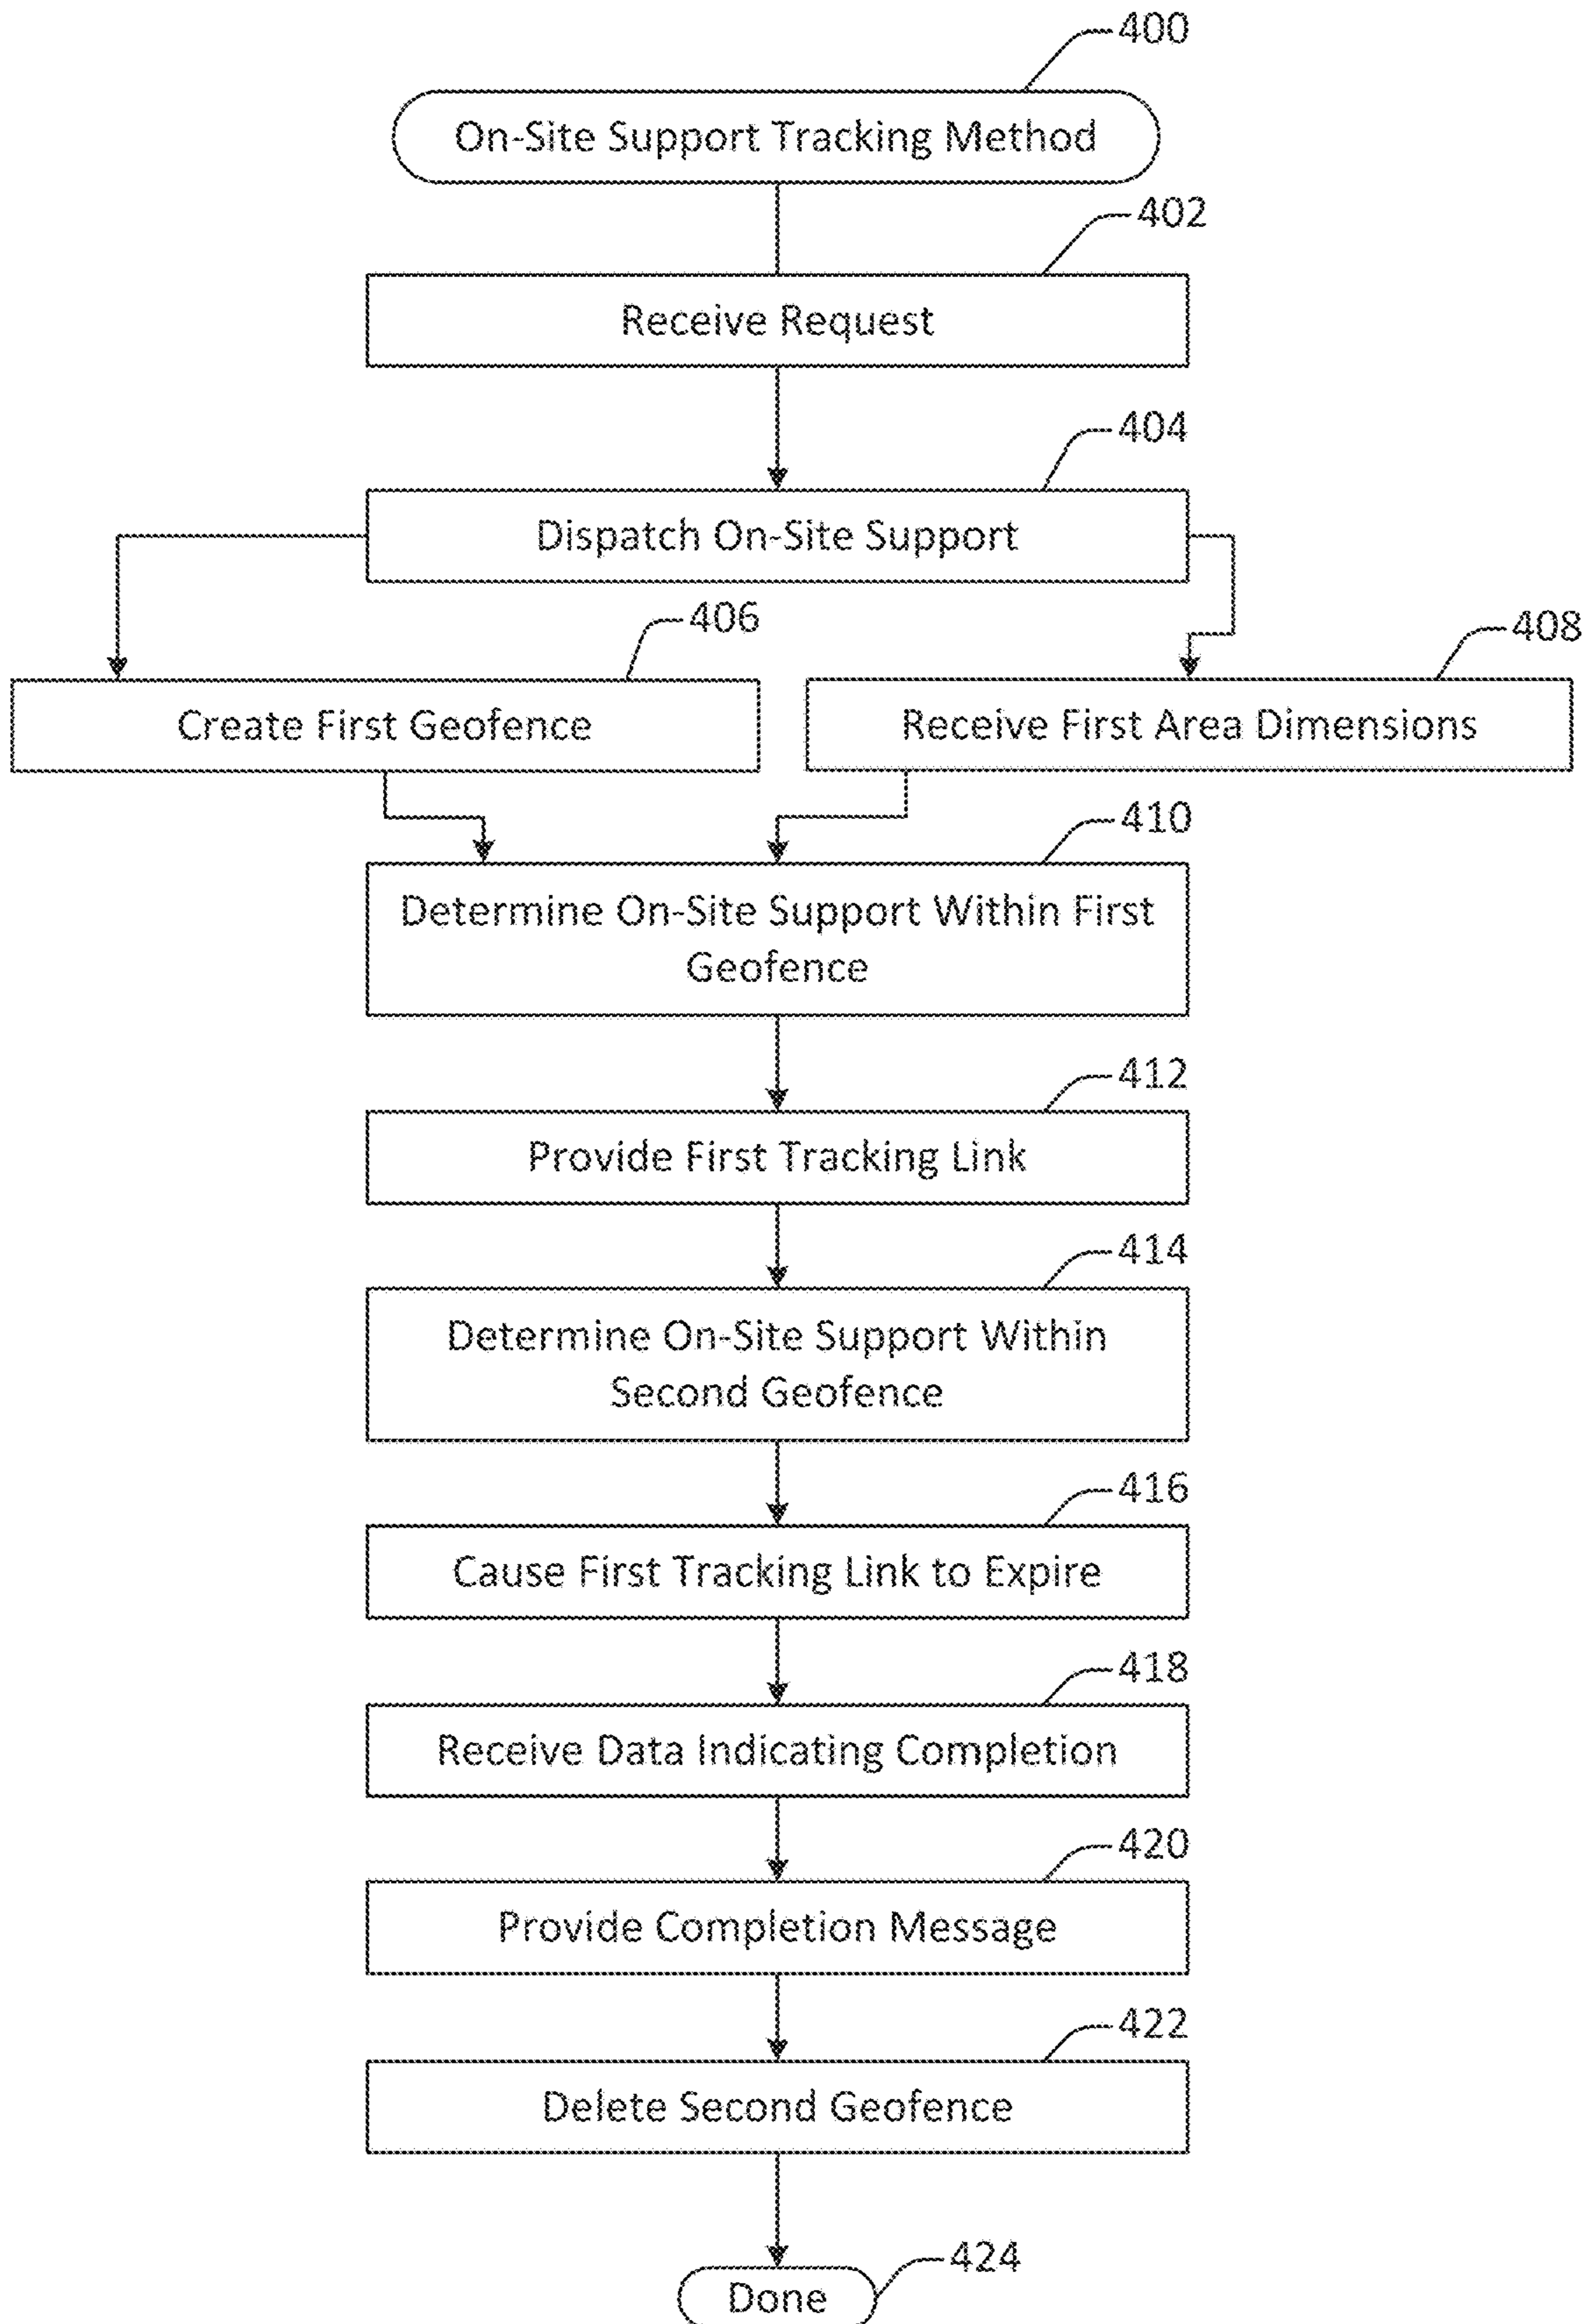 400
On-Site Support Tracking Method
402
Receive Request
404
Dispatch On-Site Support
406
Create First Geofence
408
Receive First Area Dimensions
410
Determine On-Site Support Within First
Geofence
412
Provide First Tracking Link
414
Determine On-Site Support Within
Second Geofence
416
Cause First Tracking Link to Expire
418
Receive Data Indicating Completion
420
Provide Completion Message
422
Delete Second Geofence
424
Done